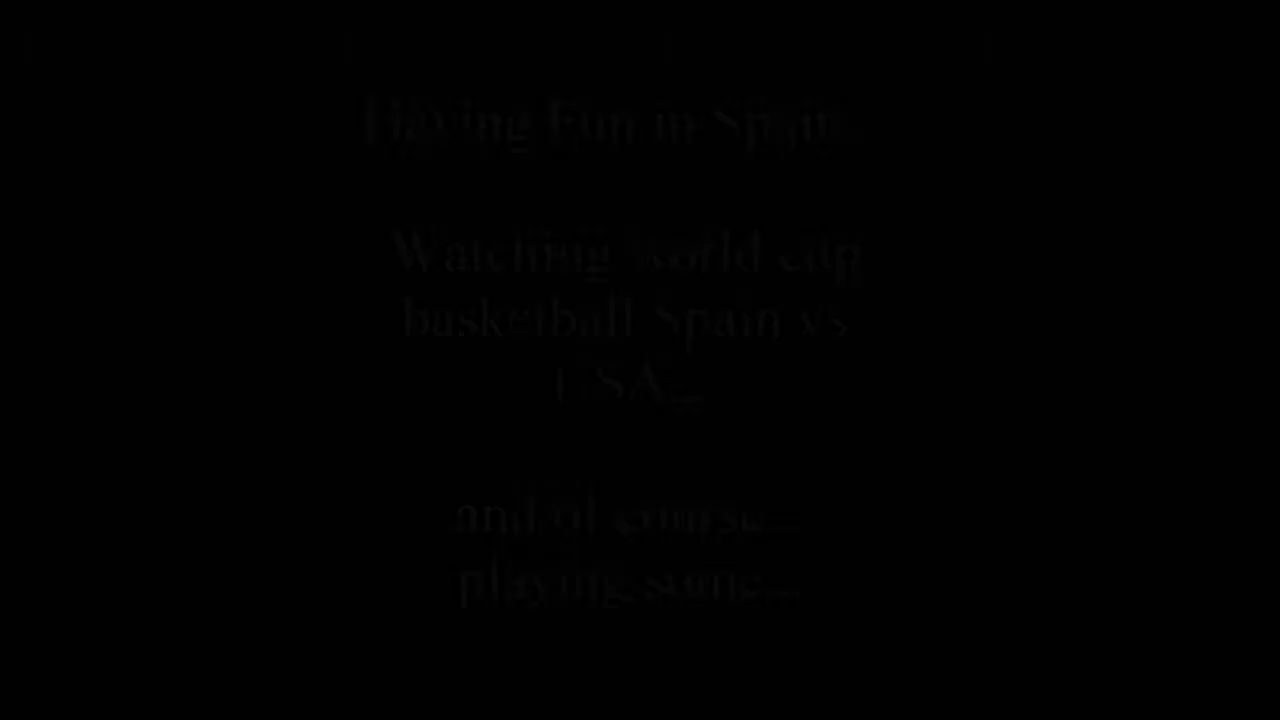 Having Fun in Spain...
Watching world cup
basketball Spain vs
USA...
and of course...
playing some...